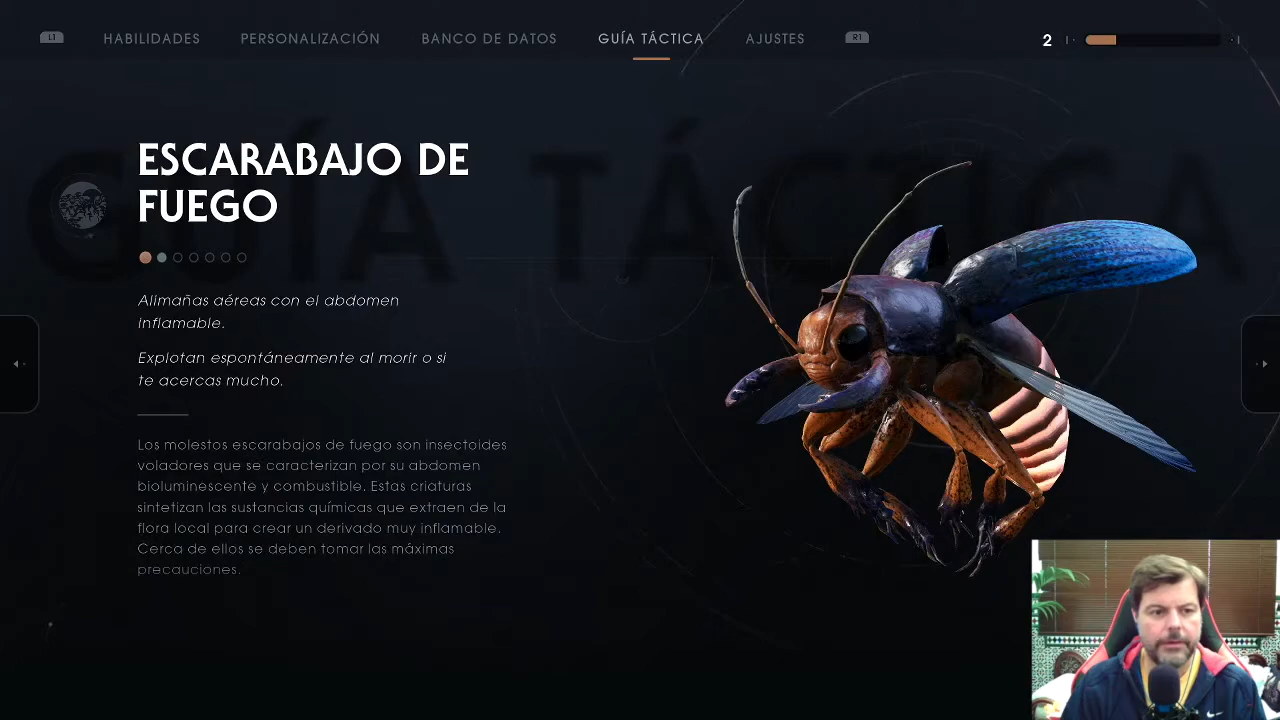 L1
HABILIDADES
PERSONALIZACIÓN
BANCO DE DATOS
GUÍA TÁCTICA
AJUSTES
R1
2
GUÍA TÁCTICA
ESCARABAJO DE
FUEGO
Alimañas aéreas con el abdomen
inflamable.
Explotan espontáneamente al morir o si
te acercas mucho.
Los molestos escarabajos de fuego son insectoides
voladores que se caracterizan por su abdomen
bioluminescente y combustible. Estas criaturas
sintetizan las sustancias químicas que extraen de la
flora local para crear un derivado muy inflamable.
Cerca de ellos se deben tomar las máximas
precauciones.